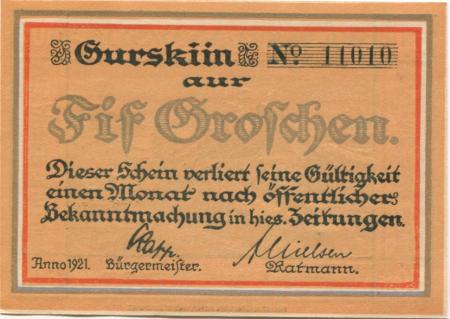 Gurskiin No 11010
aur
Fif Groschen.
Dieser Schein verliert seine Gültigkeit
einen Monat nach öffentlicher
Bekanntmachung in hies. Zeitungen.
Anno 1921. Bürgermeister. Ratmann.